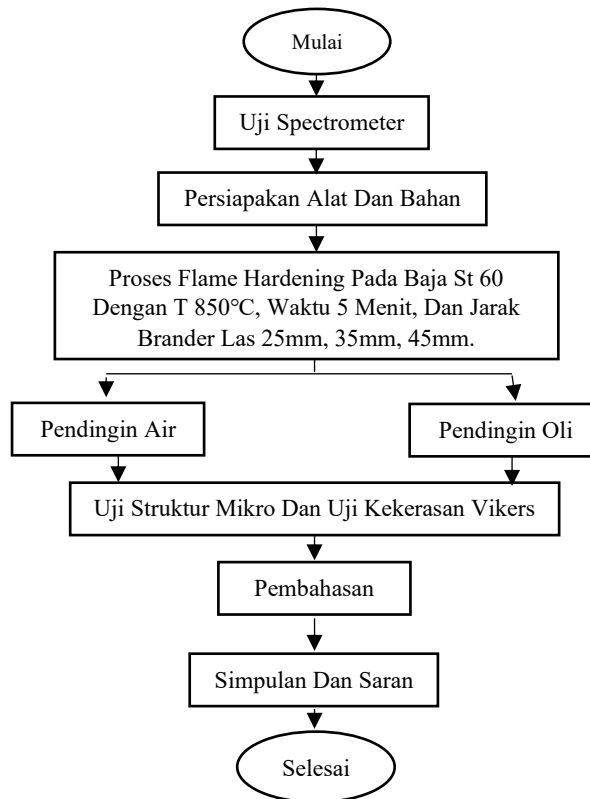 Mulai
Uji Spectrometer
Persiapakan Alat Dan Bahan
Proses Flame Hardening Pada Baja St 60
Dengan T 850℃, Waktu 5 Menit, Dan Jarak
Brander Las 25mm, 35mm, 45mm.
Pendingin Air
Pendingin Oli
Uji Struktur Mikro Dan Uji Kekerasan Vikers
Pembahasan
Simpulan Dan Saran
Selesai